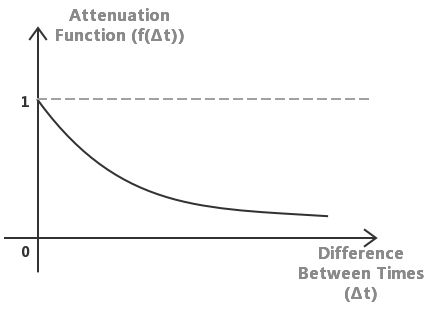 Attenuation
Function (f(Δt))
1
0
Difference
Between Times
(Δt)